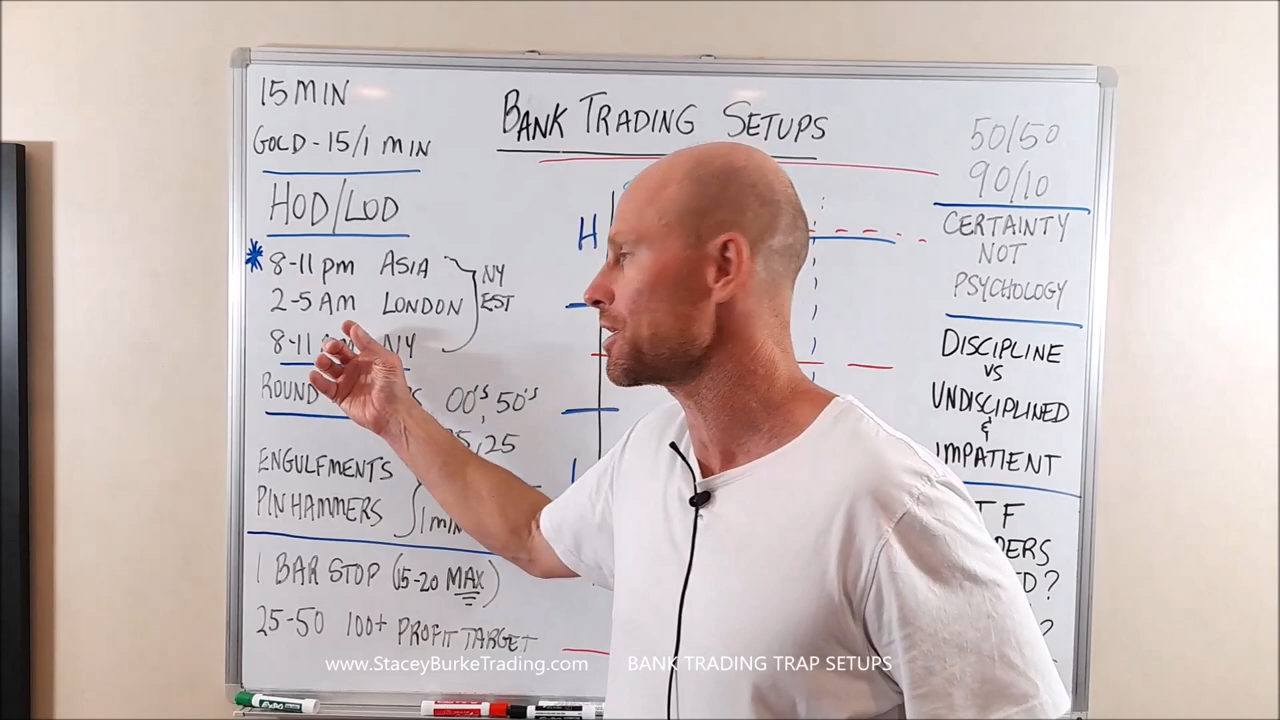 15 MIN
GOLD - 15/1 MIN
HOD/LOD
8-11 pm ASIA
2-5 AM LONDON
8-11 NY
NY
EST
ROUND 00's, 50's
25
ENGULFMENTS
PIN HAMMERS
1 MIN
1 BAR STOP (15-20 MAX)
25-50 100+ PROFIT TARGET
BANK TRADING SETUPS
H
50/50
90/10
CERTAINTY
NOT
PSYCHOLOGY
DISCIPLINE
VS
UNDISCIPLINED
&
IMPATIENT
EXPO
www.StaceyBurkeTrading.com BANK TRADING TRAP SETUPS